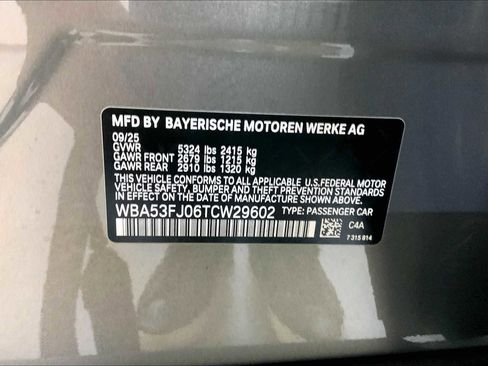 MFD BY BAYERISCHE MOTOREN WERKE AG
09/25
GVWR 5324 lbs 2415 kg
GAWR FRONT 2679 lbs 1215 kg
GAWR REAR 2910 lbs 1320 kg
THIS VEHICLE CONFORMS TO ALL APPLICABLE U.S.FEDERAL MOTOR
VEHICLE SAFETY, BUMPER AND THEFT PREVENTION STANDARDS
IN EFFECT ON THE DATE OF MANUFACTURE SHOWN ABOVE.
WBA53FJ06TCW29602 TYPE: PASSENGER CAR
C4A
7 315 814